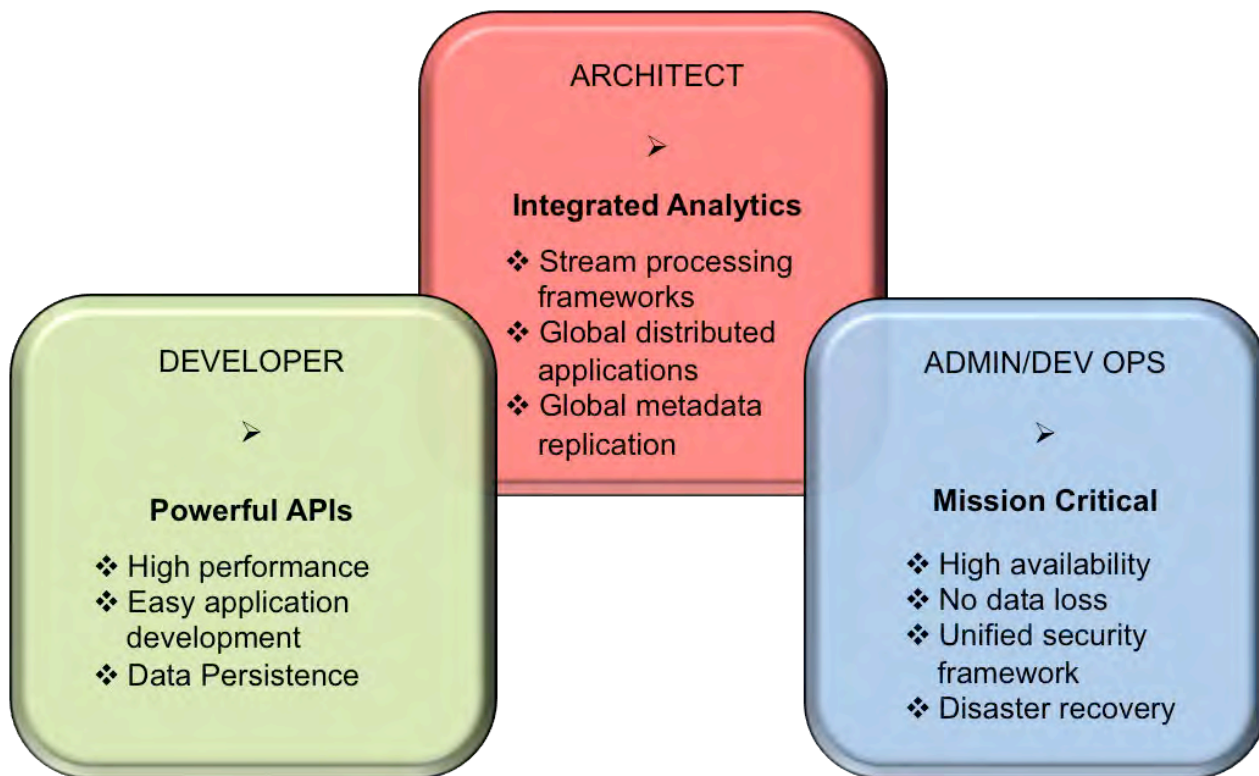 ARCHITECT
➢
Integrated Analytics
❖ Stream processing
frameworks
❖ Global distributed
applications
❖ Global metadada
replication
DEVELOPER
➢
Powerful APIs
❖ High performance
❖ Easy application
development
❖ Data Persistence
ADMIN/DEV OPS
➢
Mission Critical
❖ High availability
❖ No data loss
❖ Unified security
framework
❖ Disaster recovery